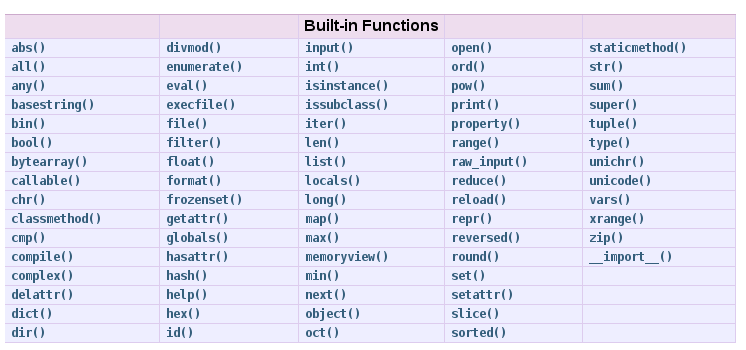 Built-in Functions
abs() divmod() input() open() staticmethod()
all() enumerate() int() ord() str()
any() eval() isinstance() pow() sum()
basestring() execfile() issubclass() print() super()
bin() file() iter() property() tuple()
bool() filter() len() range() type()
bytearray() float() list() raw_input() unichr()
callable() format() locals() reduce() unicode()
chr() frozenset() long() reload() vars()
classmethod() getattr() map() repr() xrange()
cmp() globals() max() reversed() zip()
compile() hasattr() memoryview() round() __import__()
complex() hash() min() set()
delattr() help() next() setattr()
dict() hex() object() slice()
dir() id() oct() sorted()